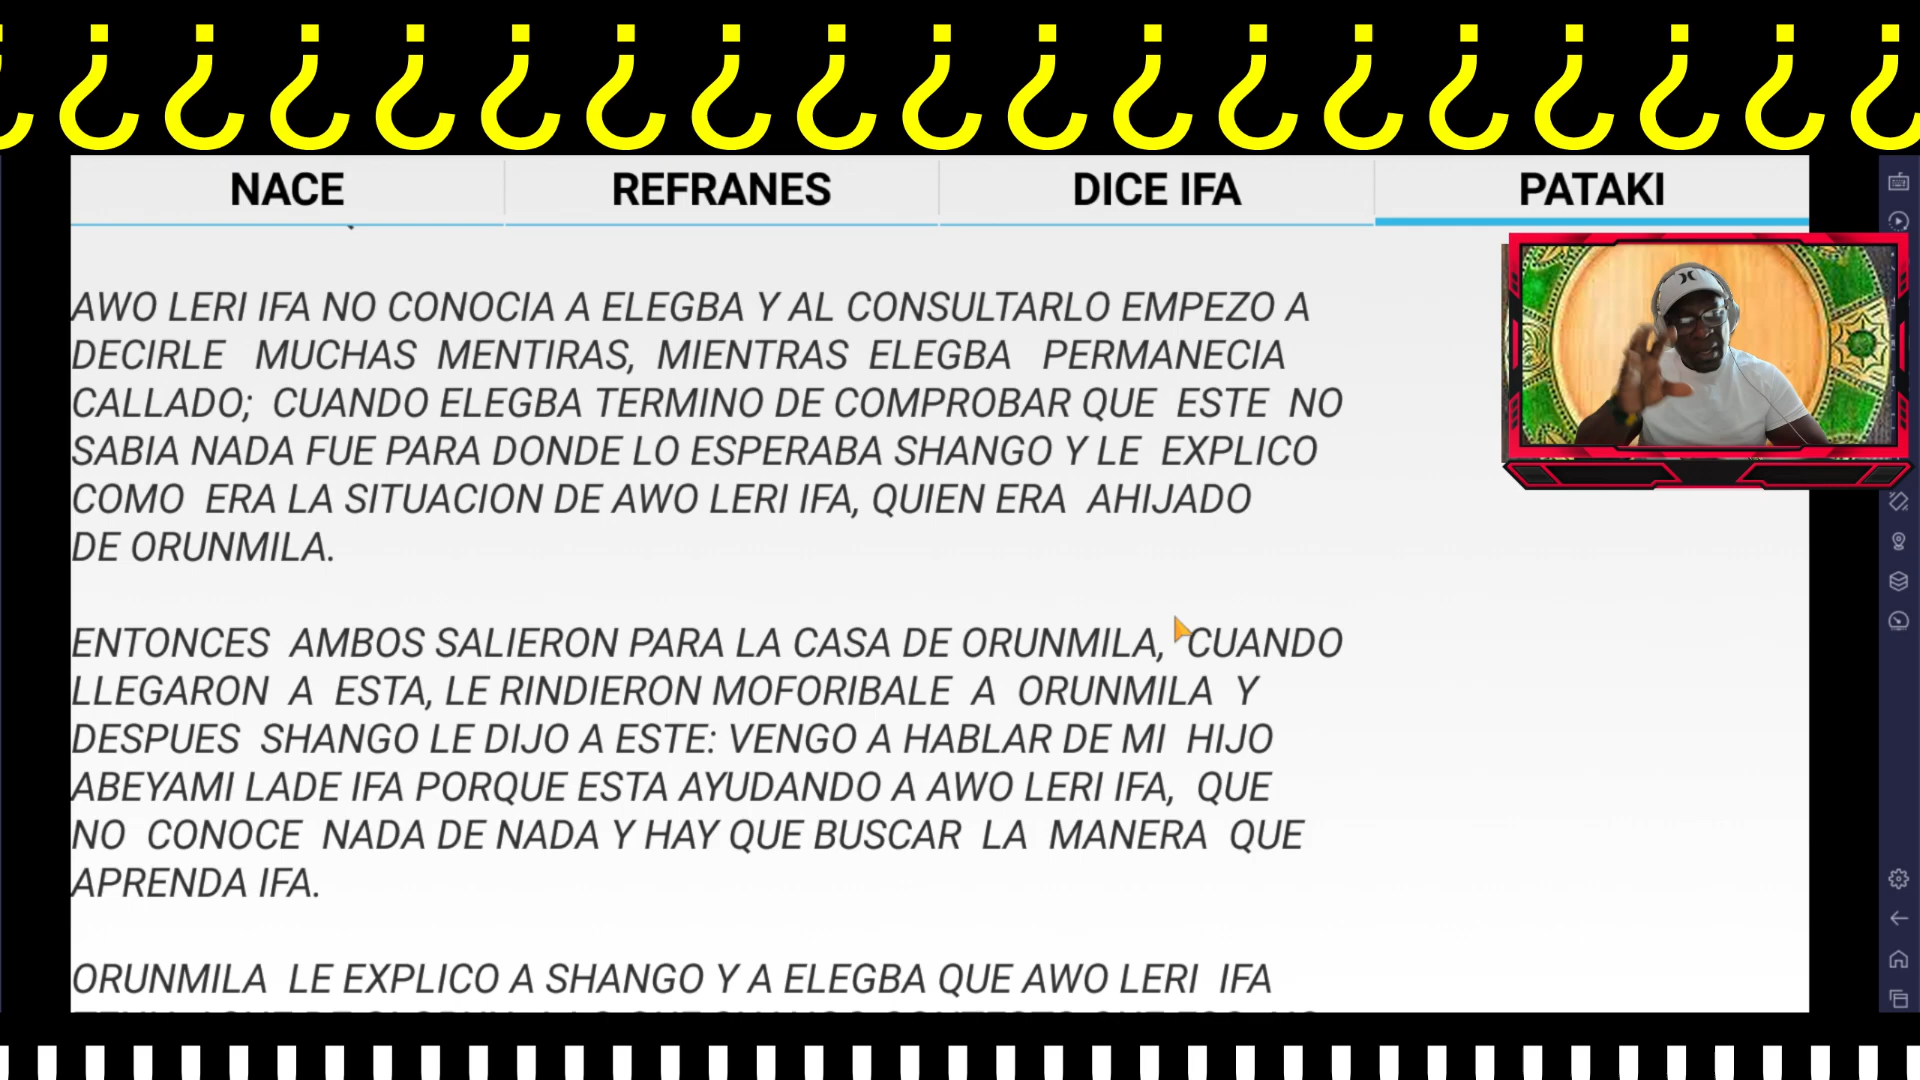 ¿ ¿ ¿ ¿ ¿ ¿ ¿ ¿ ¿ ¿ ¿ ¿ ¿ ¿ ¿ ¿ ¿ ¿ ¿
NACE REFRANES DICE IFA PATAKI
AWO LERI IFA NO CONOCIA A ELEGBA Y AL CONSULTARLO EMPEZO A
DECIRLE MUCHAS MENTIRAS, MIENTRAS ELEGBA PERMANECIA
CALLADO; CUANDO ELEGBA TERMINO DE COMPROBAR QUE ESTE NO
SABIA NADA FUE PARA DONDE LO ESPERABA SHANGO Y LE EXPLICO
COMO ERA LA SITUACION DE AWO LERI IFA, QUIEN ERA AHIJADO
DE ORUNMILA.
ENTONCES AMBOS SALIERON PARA LA CASA DE ORUNMILA, CUANDO
LLEGARON A ESTA, LE RINDIERON MOFORIBALE A ORUNMILA Y
DESPUES SHANGO LE DIJO A ESTE: VENGO A HABLAR DE MI HIJO
ABEYAMI LADE IFA PORQUE ESTA AYUDANDO A AWO LERI IFA, QUE
NO CONOCE NADA DE NADA Y HAY QUE BUSCAR LA MANERA QUE
APRENDA IFA.
ORUNMILA LE EXPLICO A SHANGO Y A ELEGBA QUE AWO LERI IFA